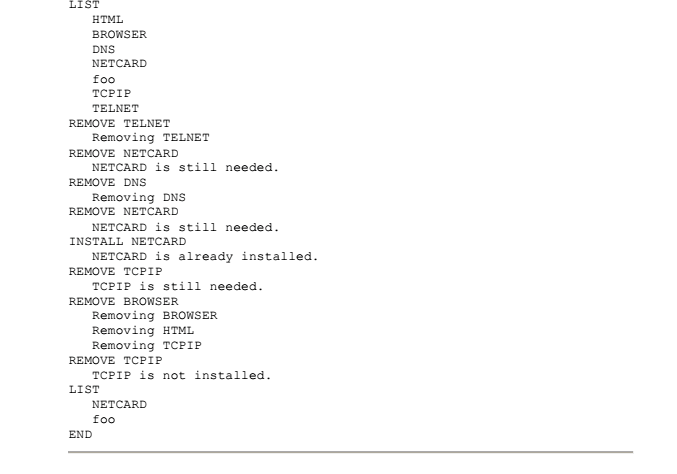 LIST
   HTML
   BROWSER
   DNS
   NETCARD
   foo
   TCPIP
   TELNET
REMOVE TELNET
   Removing TELNET
REMOVE NETCARD
   NETCARD is still needed.
REMOVE DNS
   Removing DNS
REMOVE NETCARD
   NETCARD is still needed.
INSTALL NETCARD
   NETCARD is already installed.
REMOVE TCPIP
   TCPIP is still needed.
REMOVE BROWSER
   Removing BROWSER
   Removing HTML
   Removing TCPIP
REMOVE TCPIP
   TCPIP is not installed.
LIST
   NETCARD
   foo
END